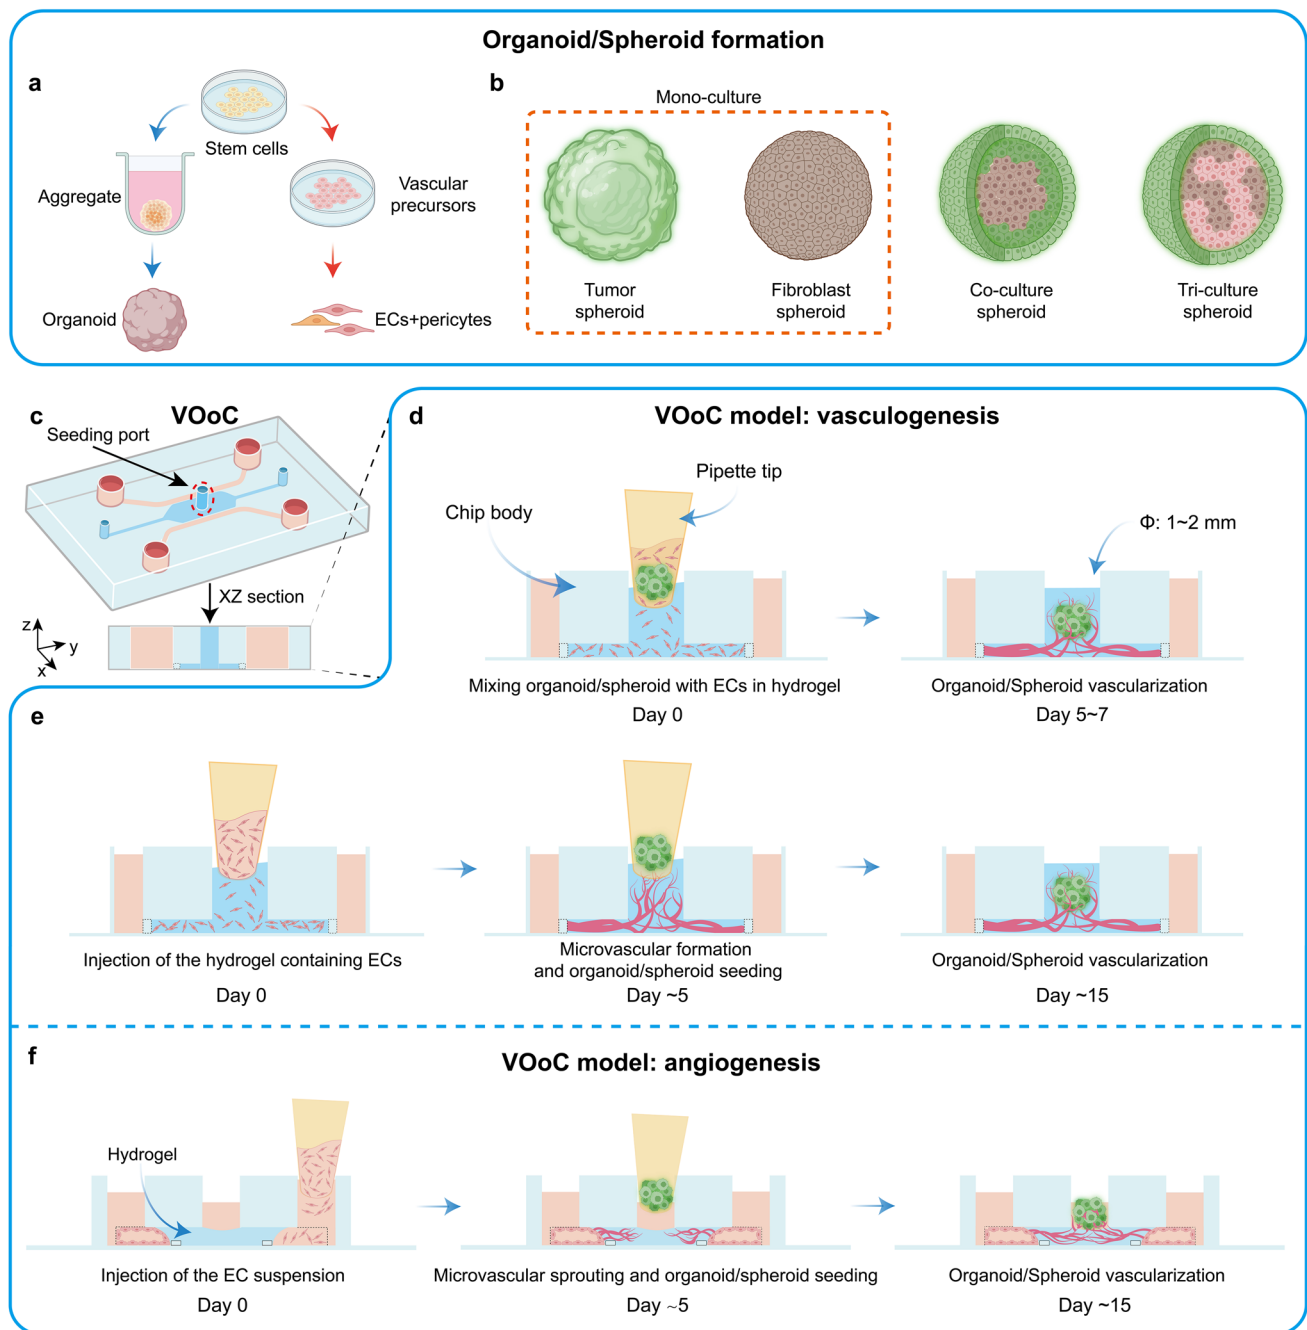 Organoid/Spheroid formation
a
Stem cells
Aggregate
Vascular
precursors
Organoid
ECs+pericytes
b
Mono-culture
Tumor
spheroid
Fibroblast
spheroid
Co-culture
spheroid
Tri-culture
spheroid
c
VOoC
Seeding port
XZ section
z
y
x
d
VOoC model: vasculogenesis
Pipette tip
Chip body
Φ: 1~2 mm
Mixing organoid/spheroid with ECs in hydrogel
Day 0
Organoid/Spheroid vascularization
Day 5~7
e
Injection of the hydrogel containing ECs
Day 0
Microvascular formation
and organoid/spheroid seeding
Day ~5
Organoid/Spheroid vascularization
Day ~15
f
VOoC model: angiogenesis
Hydrogel
Injection of the EC suspension
Day 0
Microvascular sprouting and organoid/spheroid seeding
Day ~5
Organoid/Spheroid vascularization
Day ~15